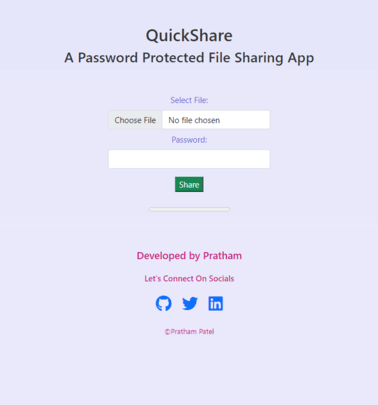 QuickShare
A Password Protected File Sharing App
Select File:
Choose File No file chosen
Password:
Share
Developed by Pratham
Let's Connect On Socials
©Pratham Patel